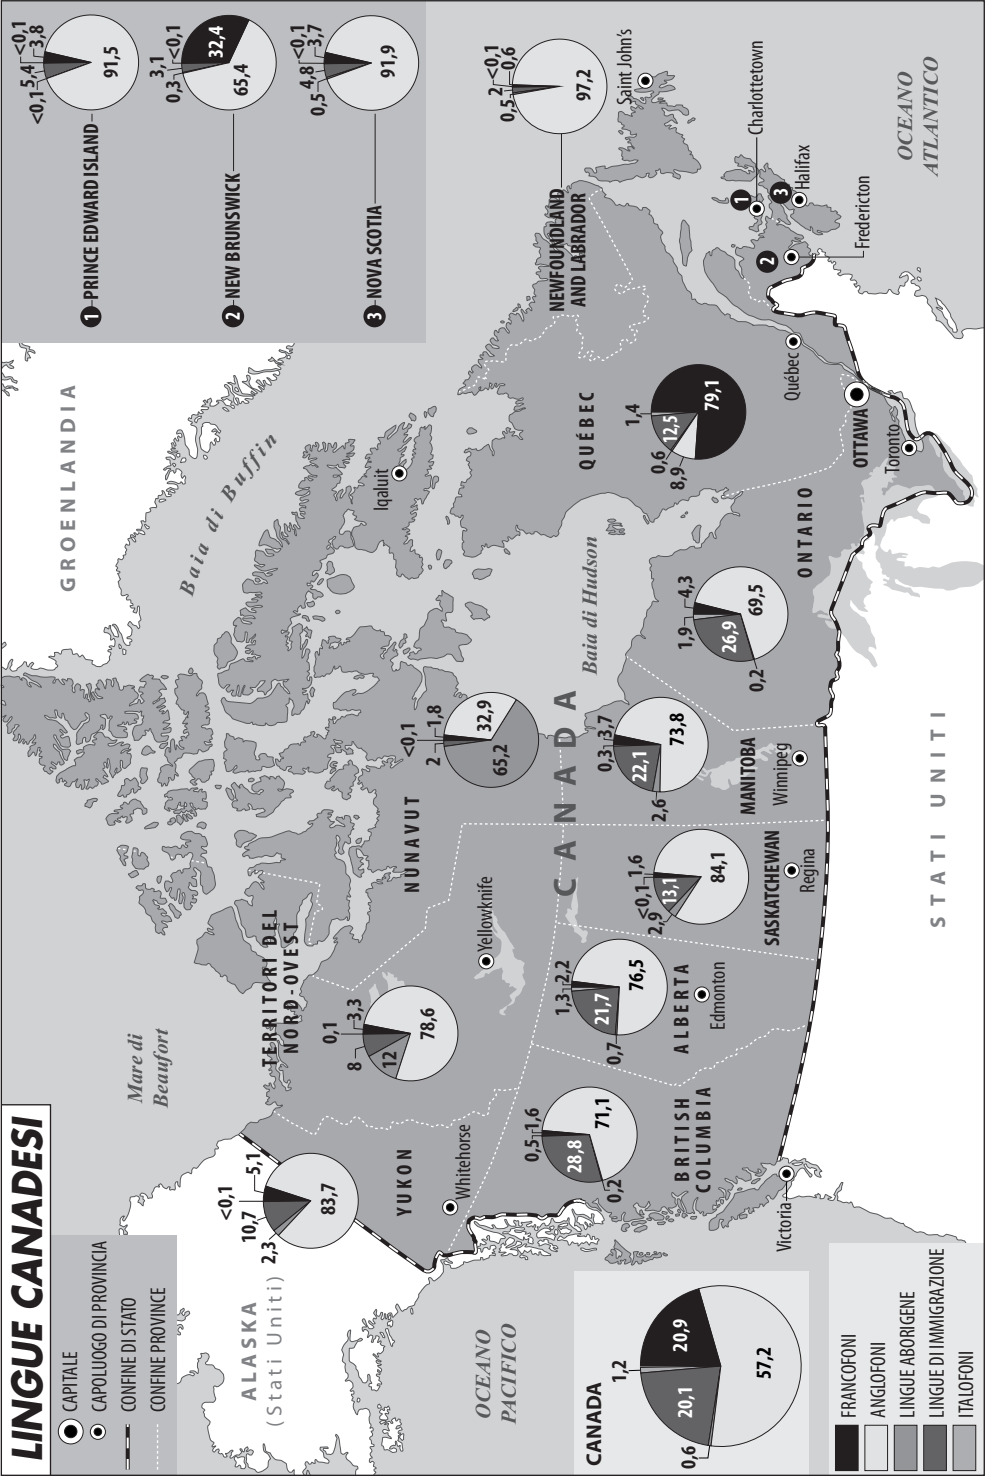 LINGUE CANADESI
CAPITALE
CAPOLUOGO DI PROVINCIA
CONFINE DI STATO
CONFINE PROVINCE
ALASKA
(Stati Uniti)
OCEANO
PACIFICO
CANADA
1,2
20,9
20,1
57,2
0,6
FRANCOFONI
ANGLOFONI
LINGUE ABORIGENE
LINGUE DI IMMIGRAZIONE
ITALOFONI
Mare di
Beaufort
YUKON
Whitehorse
<0,1
5,1
10,7
2,3
83,7
TERRITORI DEL
NORD-OVEST
Yellowknife
0,1
3,3
8
12
78,6
NUNAVUT
Iqaluit
<0,1
1,8
2
32,9
65,2
BRITISH
COLUMBIA
Victoria
0,5
1,6
28,8
71,1
0,2
ALBERTA
Edmonton
1,3
2,2
21,7
76,5
0,7
SASKATCHEWAN
Regina
<0,1
1,6
13,1
2,9
84,1
MANITOBA
Winnipeg
0,3
3,7
22,1
2,6
73,8
ONTARIO
Toronto
OTTAWA
1,9
4,3
26,9
0,2
69,5
QUÉBEC
Québec
1,4
12,5
0,6
8,9
79,1
NEWFOUNDLAND
AND LABRADOR
Saint John's
<0,1
2
0,6
0,5
97,2
CANADA
GROENLANDIA
Baia di Buffin
Baia di Hudson
STATI UNITI
OCEANO
ATLANTICO
1
Charlottetown
2
Fredericton
3
Halifax
1 PRINCE EDWARD ISLAND
<0,1
5,4
<0,1
3,8
91,5
2 NEW BRUNSWICK
0,3
3,1
<0,1
32,4
65,4
3 NOVA SCOTIA
0,5
4,8
<0,1
3,7
91,9